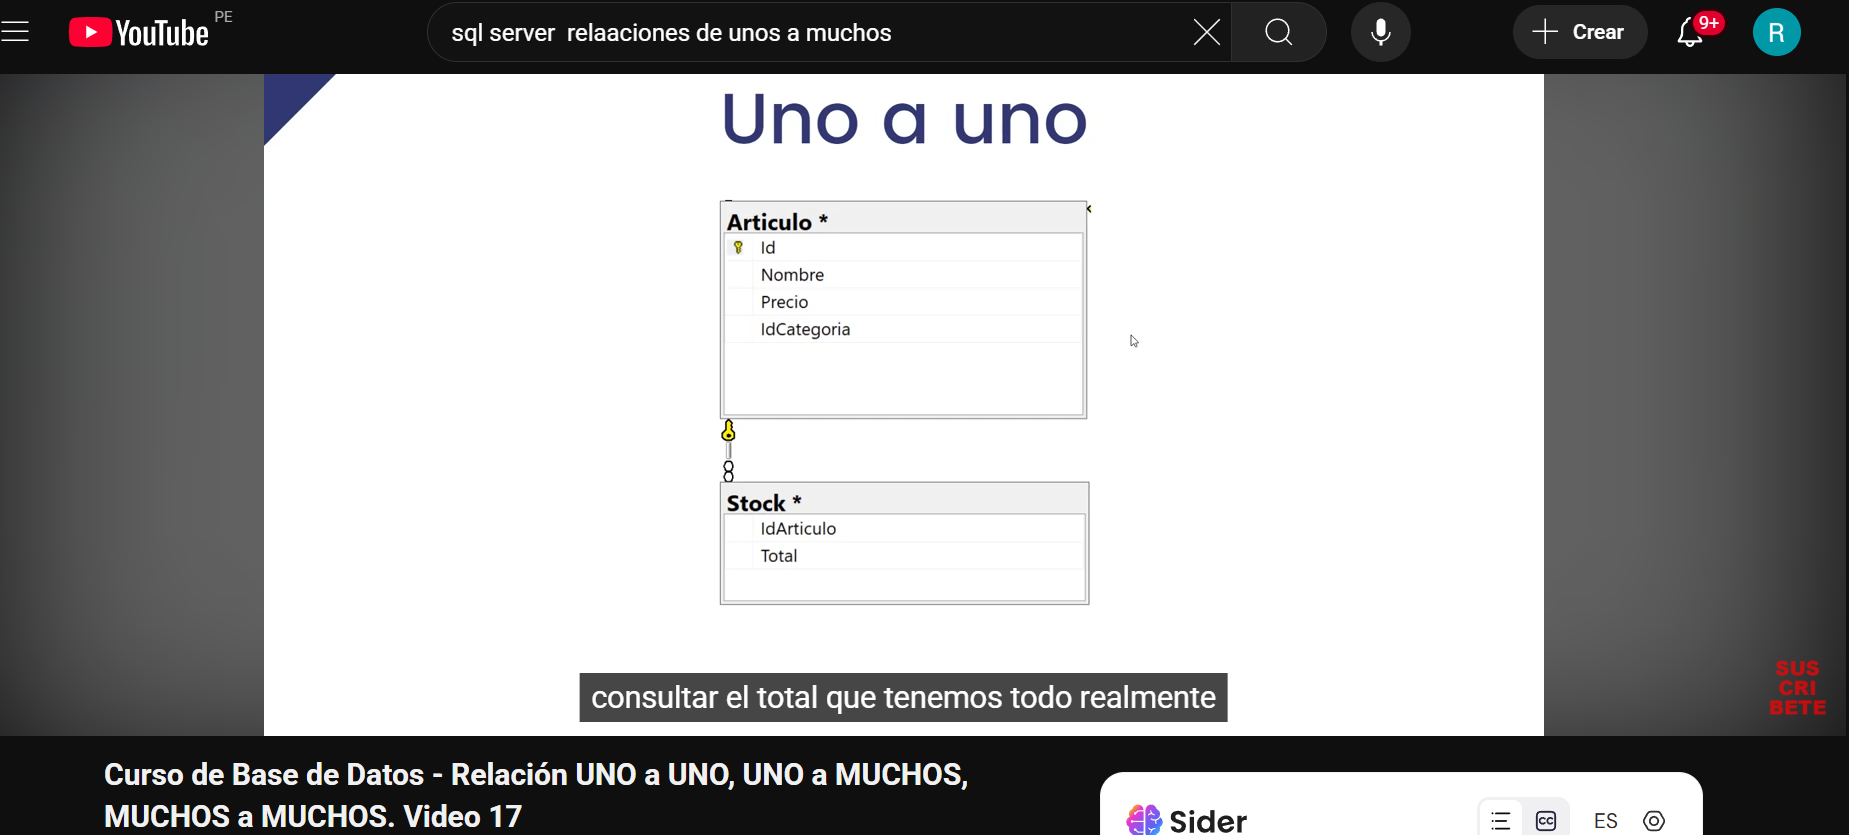 YouTube PE
sql server  relaaciones de unos a muchos
Crear
9+
R
Uno a uno
Articulo *
Id
Nombre
Precio
IdCategoria
Stock *
IdArticulo
Total
consultar el total que tenemos todo realmente
SUS
CRI
BETE
Curso de Base de Datos - Relación UNO a UNO, UNO a MUCHOS,
MUCHOS a MUCHOS. Video 17
Sider
CC
ES